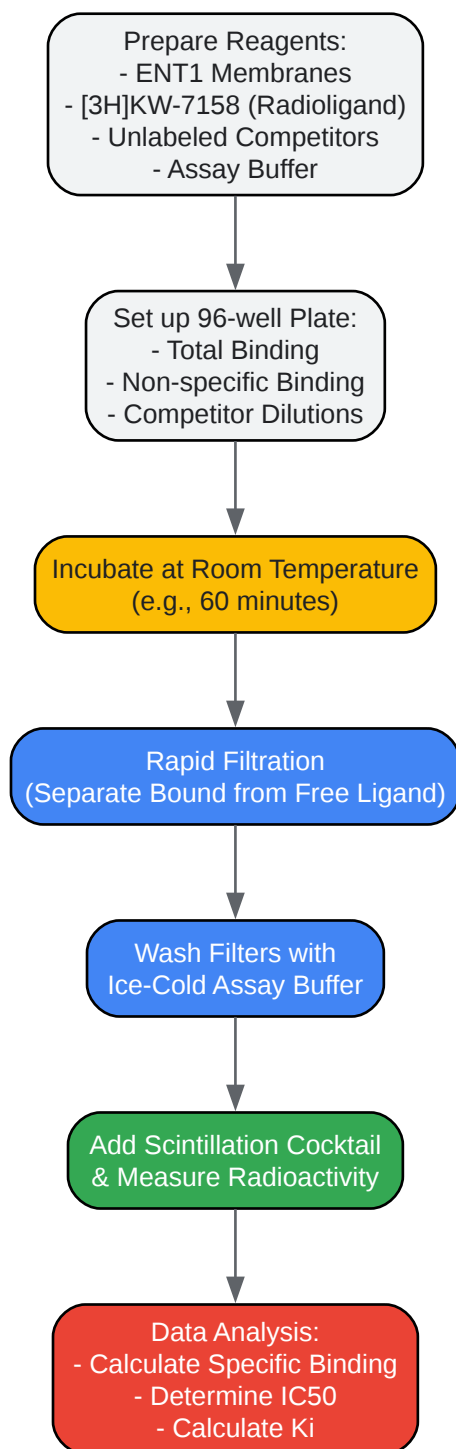 Prepare Reagents:
- ENT1 Membranes
- [3H]KW-7158 (Radioligand)
- Unlabeled Competitors
- Assay Buffer
Set up 96-well Plate:
- Total Binding
- Non-specific Binding
- Competitor Dilutions
Incubate at Room Temperature
(e.g., 60 minutes)
Rapid Filtration
(Separate Bound from Free Ligand)
Wash Filters with
Ice-Cold Assay Buffer
Add Scintillation Cocktail
& Measure Radioactivity
Data Analysis:
- Calculate Specific Binding
- Determine IC50
- Calculate Ki